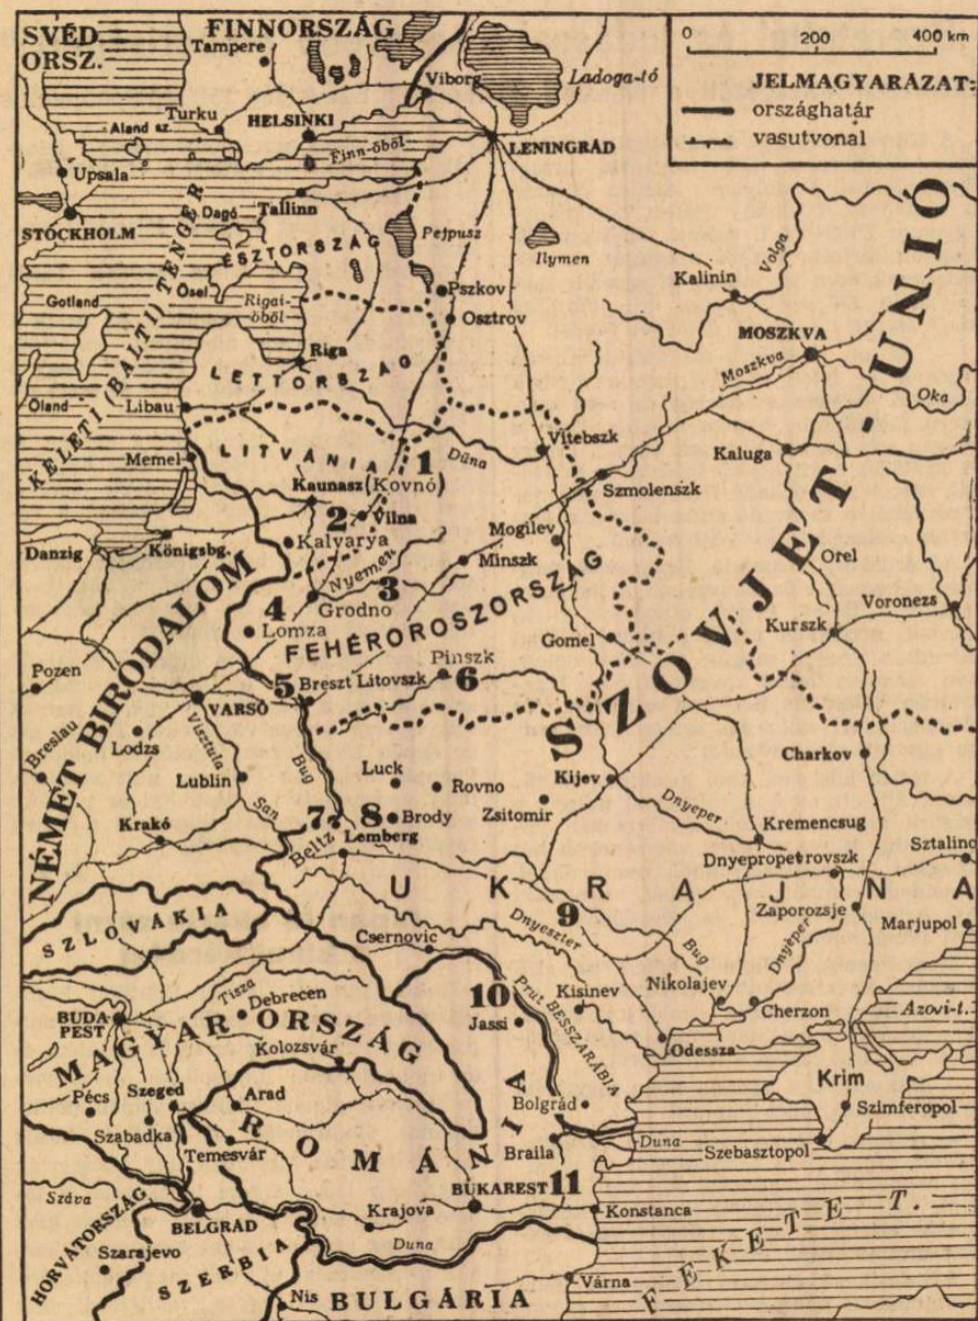 SVÉD
ORSZ.
FINNORSZÁG
Tampere
Viborg
Ladoga-tó
0 200 400 km
JELMAGYARÁZAT:
országhatár
vasutvonal
Turku
HELSINKI
Aland sz.
Finn-öböl
LENINGRÁD
Upsala
STOCKHOLM
Dagö
Tallinn
Pejpusz
ÉSZTORSZÁG
Ilymen
Ösel
Gotland
Rigai-
öböl
KELETI (BALTI) TENGER
Pszkov
Osztrov
Kalinin
Volga
MOSZKVA
Moszkva
Oka
Riga
LETTORSZÁG
Öland
Libau
Vitebszk
Kaluga
LITVÁNIA
1
Düna
Memel
Kaunasz (Kovnó)
Szmolenszk
2
Vilna
Mogilev
Kalvarya
Danzig
Königsbg.
Nyemen
3
Minszk
Orel
4
Grodno
Voronezs
Kurszk
Lomza
FEHÉROROSZORSZÁG
Gomel
Pinszk
6
Pozen
5
Breszt Litovszk
VARSÓ
NÉMET BIRODALOM
SZOVJET-UNIÓ
Lodzs
Visztula
Breslau
Bug
Charkov
Luck
Rovno
Kijev
Lublin
Zsitomir
Dnyeper
San
7
8
Brody
Krakó
Beltz
Lemberg
Kremencsug
Dnyepropetrovszk
Sztalino
UKRAJNA
9
Zaporozsje
Marjupol
SZLOVÁKIA
Dnyeszter
Csernovic
Bug
Dnyeper
Tisza
Debrecen
10
Prut
BESSZARÁBIA
Kisinev
Nikolajev
Cherzon
Azovi-t.
BUDA-
PEST
Jassi
MAGYARORSZÁG
Kolozsvár
Odessza
Krim
Pécs
Szeged
Arad
Bolgrád
Szimferopol
Szabadka
Temesvár
ROMÁNIA
Braila
Duna
Szebasztopol
BUKAREST
11
Száva
HORVÁTORSZÁG
BELGRÁD
Krajova
Konstanca
Szarajevo
SZERBIA
Duna
FEKETE T.
Várna
Nis
BULGÁRIA